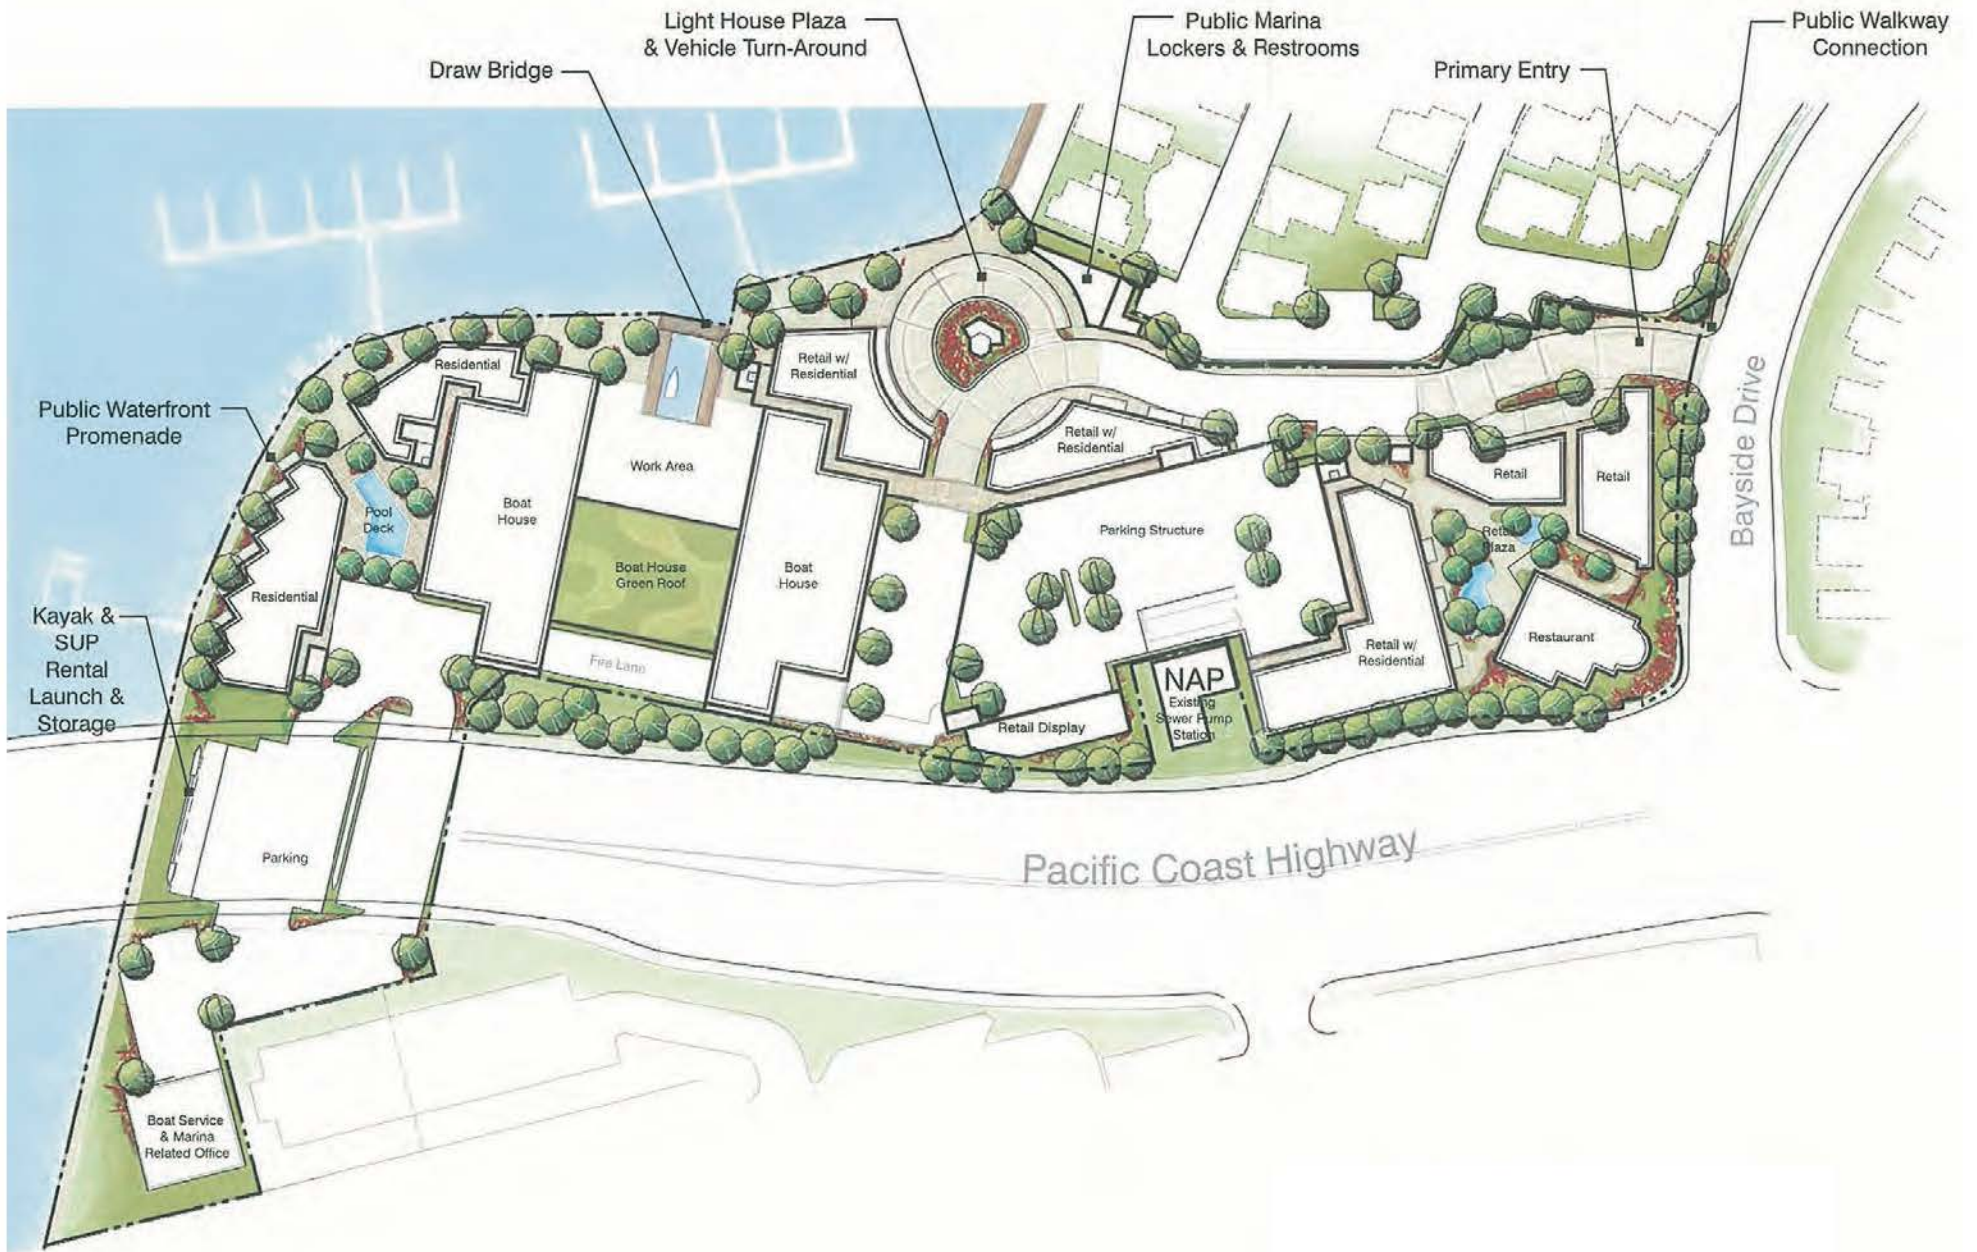 Light House Plaza
& Vehicle Turn-Around
Public Marina
Lockers & Restrooms
Public Walkway
Connection
Draw Bridge
Primary Entry
Public Waterfront
Promenade
Kayak &
SUP
Rental
Launch &
Storage
Residential
Retail w/
Residential
Retail w/
Residential
Work Area
Boat
House
Pool
Deck
Boat House
Green Roof
Boat
House
Parking Structure
Retail
Retail
Retail
Plaza
Residential
Restaurant
Retail w/
Residential
Fire Lane
NAP
Existing
Sewer Pump
Station
Retail Display
Bayside Drive
Parking
Pacific Coast Highway
Boat Service
& Marina
Related Office